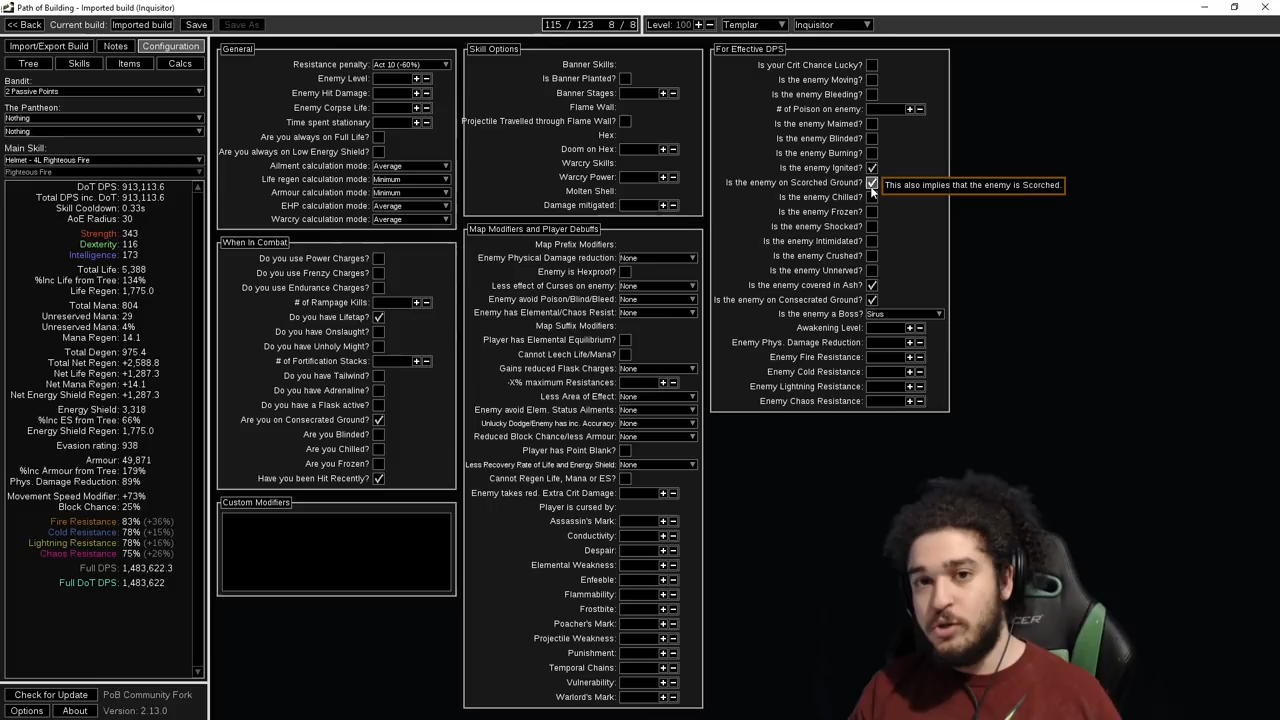 Path of Building - Imported build (Inquisitor)
<< Back
Current build: Imported build
Save
Save As
115 / 123 8 / 8
Level: 100 + −
Templar
Inquisitor
Import/Export Build
Notes
Configuration
Tree
Skills
Items
Calcs
Bandit:
2 Passive Points
The Pantheon:
Nothing
Nothing
Main Skill:
Helmet - 4L Righteous Fire
Righteous Fire
DoT DPS: 913,113.6
Total DPS inc. DoT: 913,113.6
Skill Cooldown: 0.33s
AoE Radius: 30
Strength: 343
Dexterity: 116
Intelligence: 173
Total Life: 5,388
%Inc Life from Tree: 134%
Life Regen: 1,775.0
Total Mana: 804
Unreserved Mana: 29
Unreserved Mana: 4%
Mana Regen: 14.1
Total Degen: 975.4
Total Net Regen: +2,588.8
Net Life Regen: +1,287.3
Net Mana Regen: +14.1
Net Energy Shield Regen: +1,287.3
Energy Shield: 3,318
%Inc ES from Tree: 66%
Energy Shield Regen: 1,775.0
Evasion rating: 938
Armour: 49,871
%Inc Armour from Tree: 179%
Phys. Damage Reduction: 89%
Movement Speed Modifier: +73%
Block Chance: 25%
Fire Resistance: 83% (+36%)
Cold Resistance: 78% (+15%)
Lightning Resistance: 78% (+16%)
Chaos Resistance: 75% (+26%)
Full DPS: 1,483,622.3
Full DoT DPS: 1,483,622
Check for Update
PoB Community Fork
Options
About
Version: 2.13.0
General
Resistance penalty: Act 10 (-60%)
Enemy Level: + −
Enemy Hit Damage: + −
Enemy Corpse Life: + −
Time spent stationary + −
Are you always on Full Life?
Are you always on Low Energy Shield?
Ailment calculation mode: Average
Life regen calculation mode: Minimum
Armour calculation mode: Minimum
EHP calculation mode: Average
Warcry calculation mode: Average
When In Combat
Do you use Power Charges?
Do you use Frenzy Charges?
Do you use Endurance Charges?
# of Rampage Kills: + −
Do you have Lifetap?
Do you have Onslaught?
Do you have Unholy Might?
# of Fortification Stacks: + −
Do you have Tailwind?
Do you have Adrenaline?
Do you have a Flask active?
Are you on Consecrated Ground?
Are you Blinded?
Are you Chilled?
Are you Frozen?
Have you been Hit Recently?
Custom Modifiers
Skill Options
Banner Skills:
Is Banner Planted?
Banner Stages: + −
Flame Wall:
Projectile Travelled through Flame Wall?
Hex:
Doom on Hex: + −
Warcry Skills:
Warcry Power: + −
Molten Shell:
Damage mitigated: + −
Map Modifiers and Player Debuffs
Map Prefix Modifiers:
Enemy Physical Damage reduction: None
Enemy is Hexproof?
Less effect of Curses on enemy: None
Enemy avoid Poison/Blind/Bleed: None
Enemy has Elemental/Chaos Resist: None
Map Suffix Modifiers:
Player has Elemental Equilibrium?
Cannot Leech Life/Mana?
Gains reduced Flask Charges: None
-X% maximum Resistances: + −
Less Area of Effect: None
Enemy avoid Elem. Status Ailments: None
Unlucky Dodge/Enemy has inc. Accuracy: None
Reduced Block Chance/less Armour: None
Player has Point Blank?
Less Recovery Rate of Life and Energy Shield: None
Cannot Regen Life, Mana or ES?
Enemy takes red. Extra Crit Damage: + −
Player is cursed by:
Assassin's Mark: + −
Conductivity: + −
Despair: + −
Elemental Weakness: + −
Enfeeble: + −
Flammability: + −
Frostbite: + −
Poacher's Mark: + −
Projectile Weakness: + −
Punishment: + −
Temporal Chains: + −
Vulnerability: + −
Warlord's Mark: + −
For Effective DPS
Is your Crit Chance Lucky?
Is the enemy Moving?
Is the enemy Bleeding?
# of Poison on enemy: + −
Is the enemy Maimed?
Is the enemy Blinded?
Is the enemy Burning?
Is the enemy Ignited?
Is the enemy on Scorched Ground?
This also implies that the enemy is Scorched.
Is the enemy Chilled?
Is the enemy Frozen?
Is the enemy Shocked?
Is the enemy Intimidated?
Is the enemy Crushed?
Is the enemy Unnerved?
Is the enemy covered in Ash?
Is the enemy on Consecrated Ground?
Is the enemy a Boss? Sirus
Awakening Level: + −
Enemy Phys. Damage Reduction: + −
Enemy Fire Resistance: + −
Enemy Cold Resistance: + −
Enemy Lightning Resistance: + −
Enemy Chaos Resistance: + −